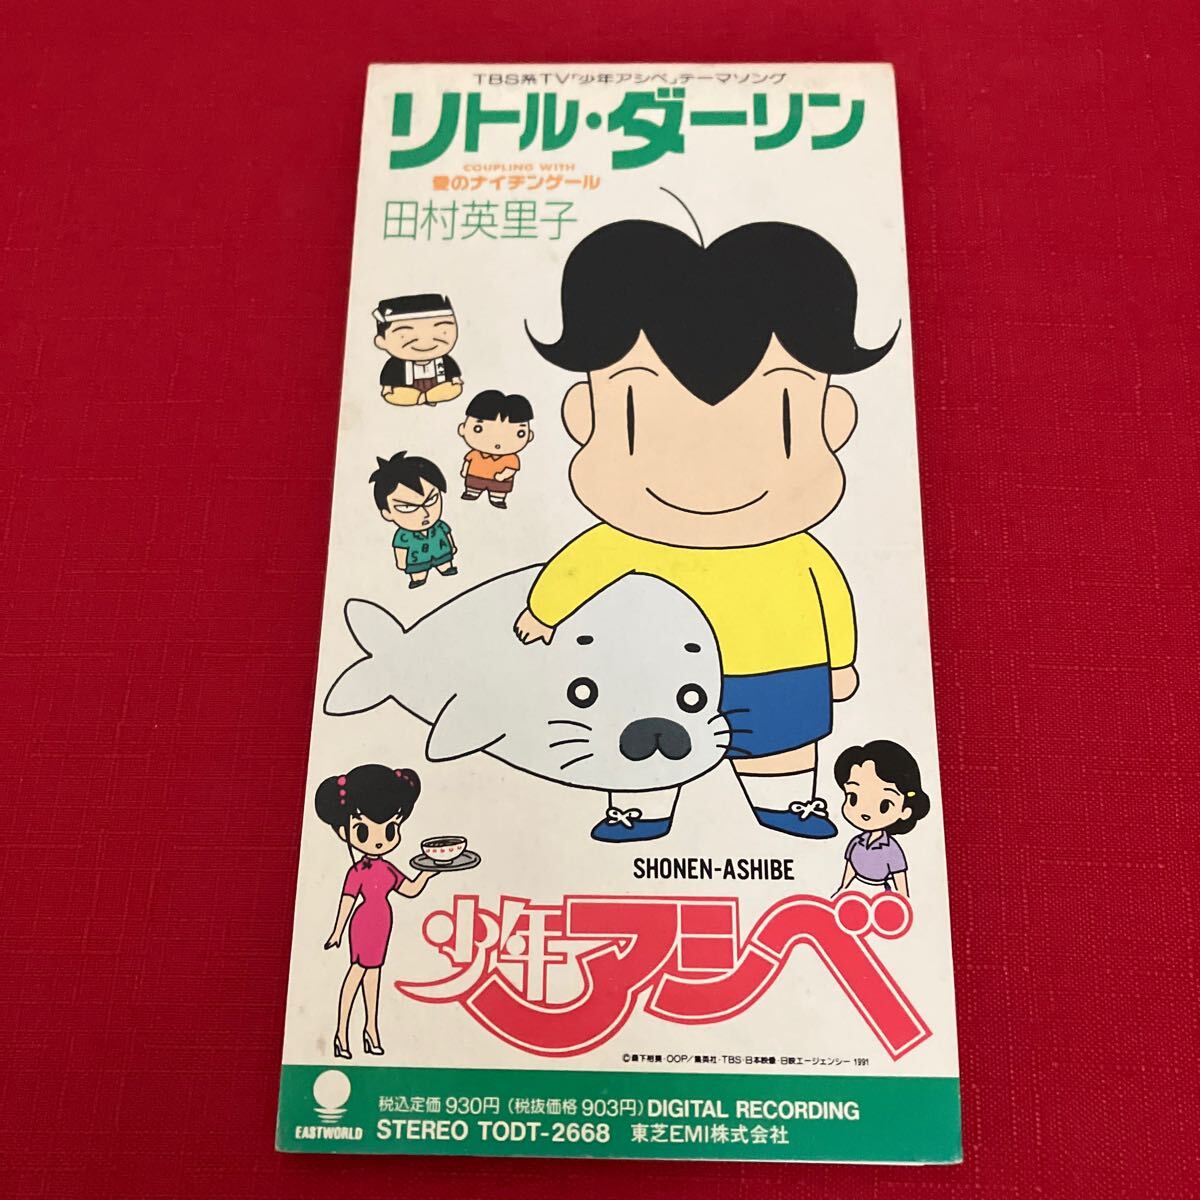 TBS系TV「少年アシベ」テーマソング
リトル・ダーリン
COUPLING WITH
愛のナイチンゲール
田村英里子
SHONEN-ASHIBE
少年アシベ
©森下裕美・OOP/集英社・TBS・日本映像・日映エージェンシー 1991
税込定価 930円 (税抜価格 903円) DIGITAL RECORDING
EASTWORLD
STEREO TODT-2668 東芝EMI株式会社